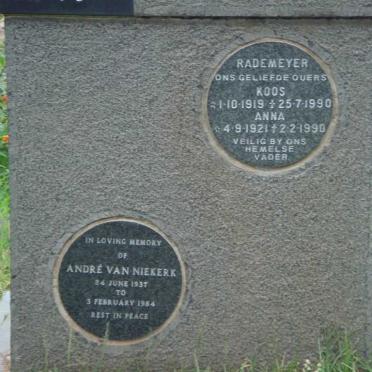 RADEMEYER
ONS GELIEFDE OUERS
KOOS
☆1·10·1919 ✝25·7·1990
ANNA
☆4·9·1921 ✝2·2·1990
VEILIG BY ONS
HEMELSE
VADER
IN LOVING MEMORY
OF
ANDRÉ VAN NIEKERK
24 JUNE 1937
TO
3 FEBRUARY 1984
REST IN PEACE